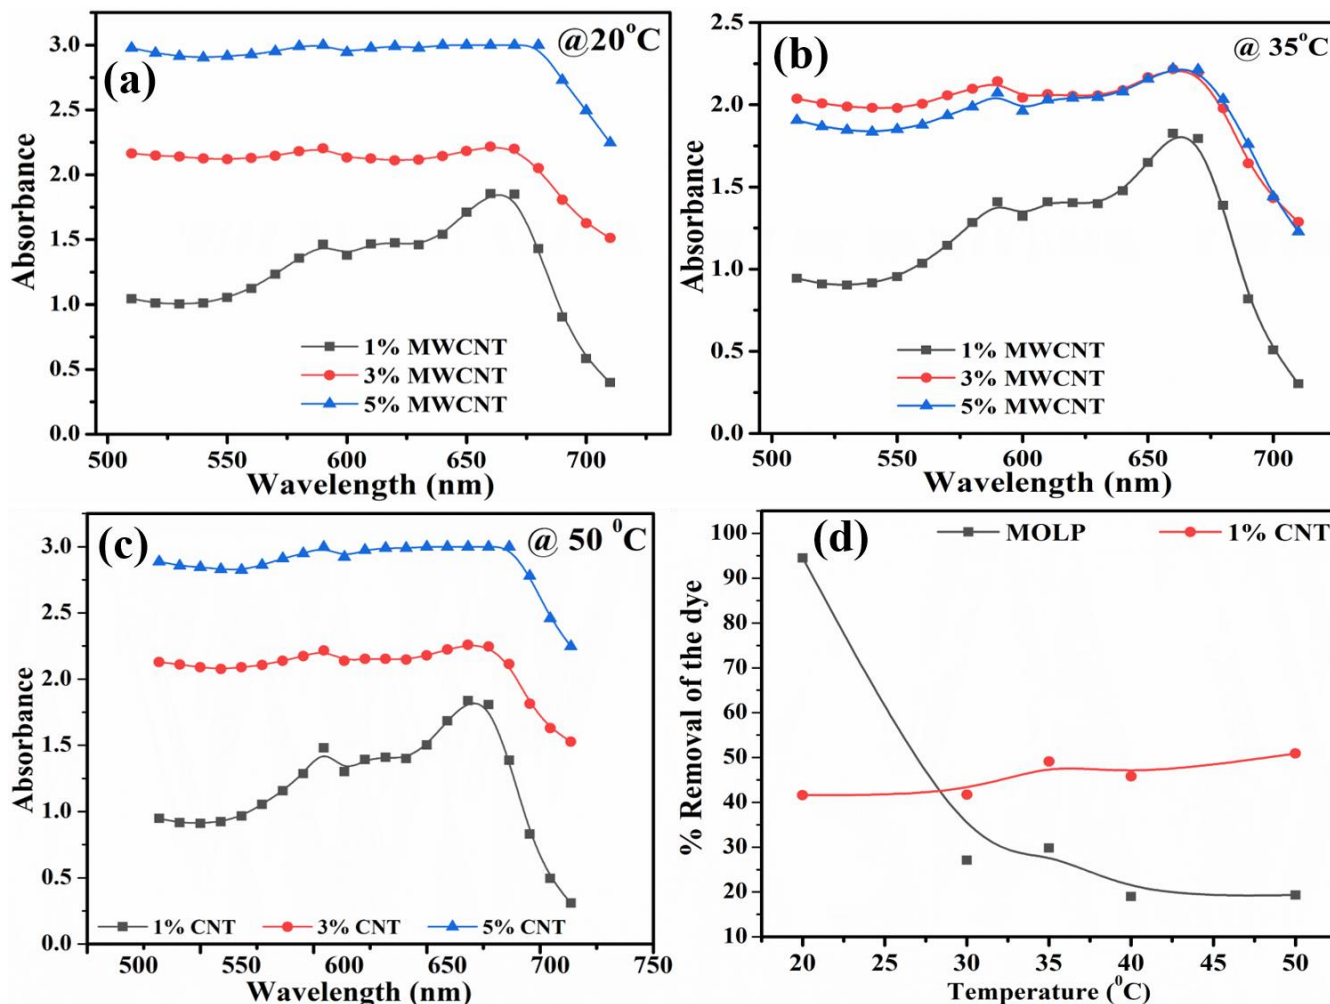 (a)
@20°C
Absorbance
3.0
2.5
2.0
1.5
1.0
0.5
0.0
1% MWCNT
3% MWCNT
5% MWCNT
500 550 600 650 700
Wavelength (nm)
(b)
@ 35°C
Absorbance
2.5
2.0
1.5
1.0
0.5
0.0
1% MWCNT
3% MWCNT
5% MWCNT
500 550 600 650 700
Wavelength (nm)
(c)
@ 50 ⁰C
Absorbance
3.0
2.5
2.0
1.5
1.0
0.5
0.0
1% CNT 3% CNT 5% CNT
500 550 600 650 700 750
Wavelength (nm)
(d)
MOLP 1% CNT
% Removal of the dye
100
90
80
70
60
50
40
30
20
10
20 25 30 35 40 45 50
Temperature (⁰C)